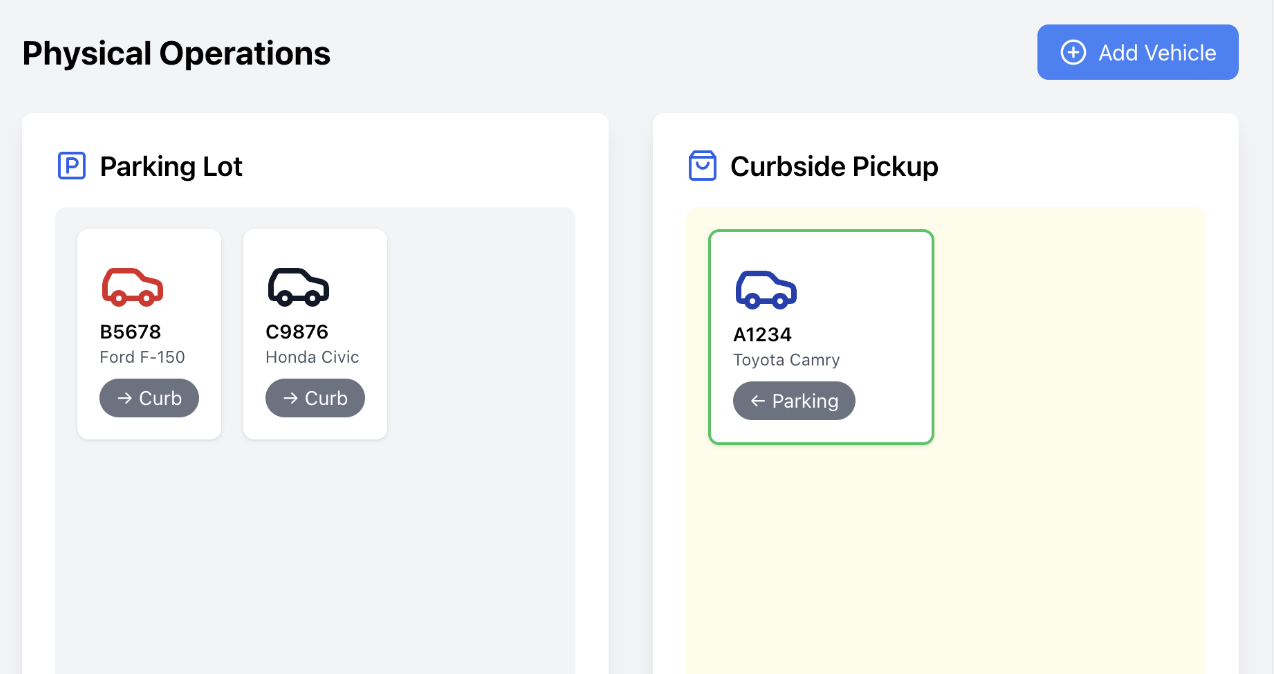 Physical Operations
Add Vehicle
P Parking Lot
B5678
Ford F-150
→ Curb
C9876
Honda Civic
→ Curb
Curbside Pickup
A1234
Toyota Camry
← Parking